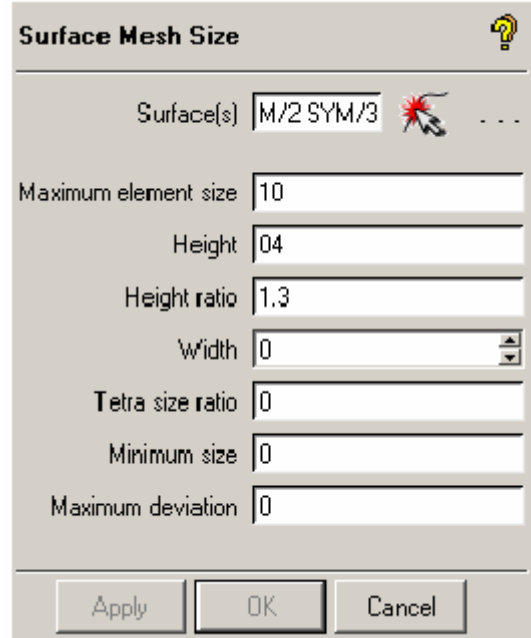 Surface Mesh Size
Surface(s) M/2 SYM/3 . . .
Maximum element size 10
Height 04
Height ratio 1.3
Width 0
Tetra size ratio 0
Minimum size 0
Maximum deviation 0
Apply OK Cancel